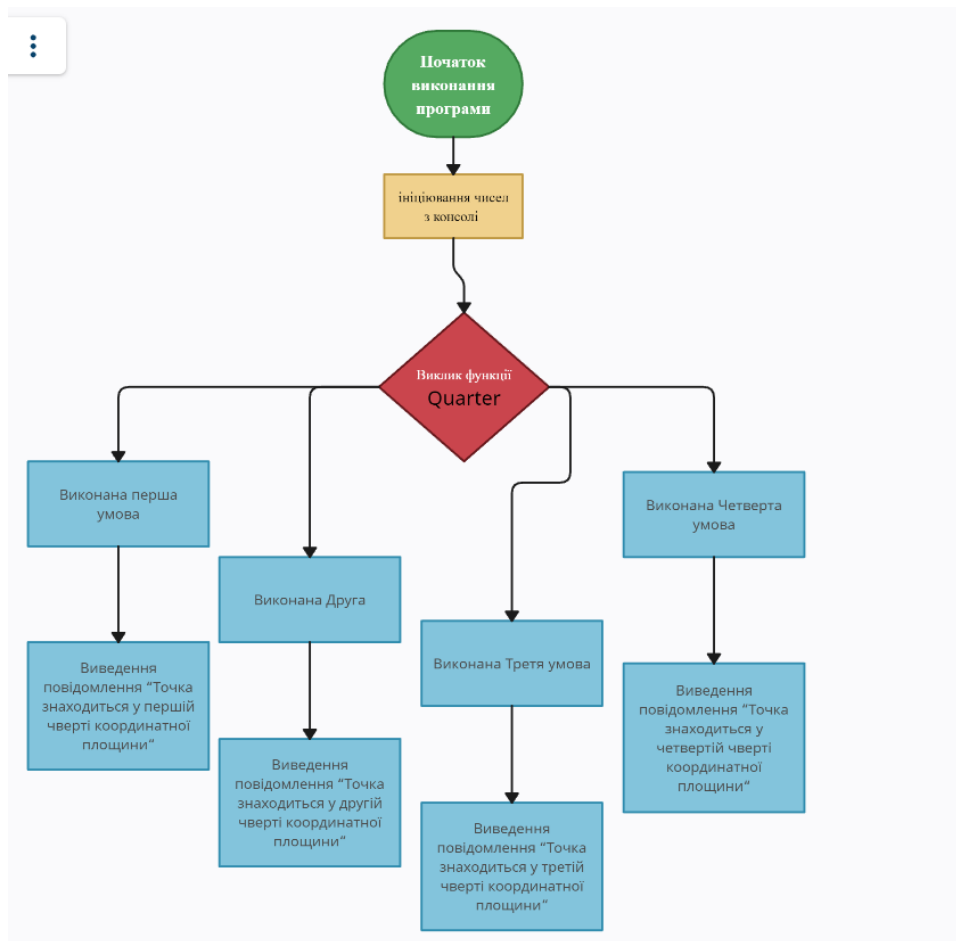 Початок
виконання
програми
ініціювання чисел
з консолі
Виклик функції
Quarter
Виконана перша
умова
Виконана Друга
Виконана Третя умова
Виконана Четверта
умова
Виведення
повідомлення “Точка
знаходиться у першій
чверті координатної
площини“
Виведення
повідомлення “Точка
знаходиться у другій
чверті координатної
площини“
Виведення
повідомлення “Точка
знаходиться у третій
чверті координатної
площини“
Виведення
повідомлення “Точка
знаходиться у
четвертій чверті
координатної
площини“